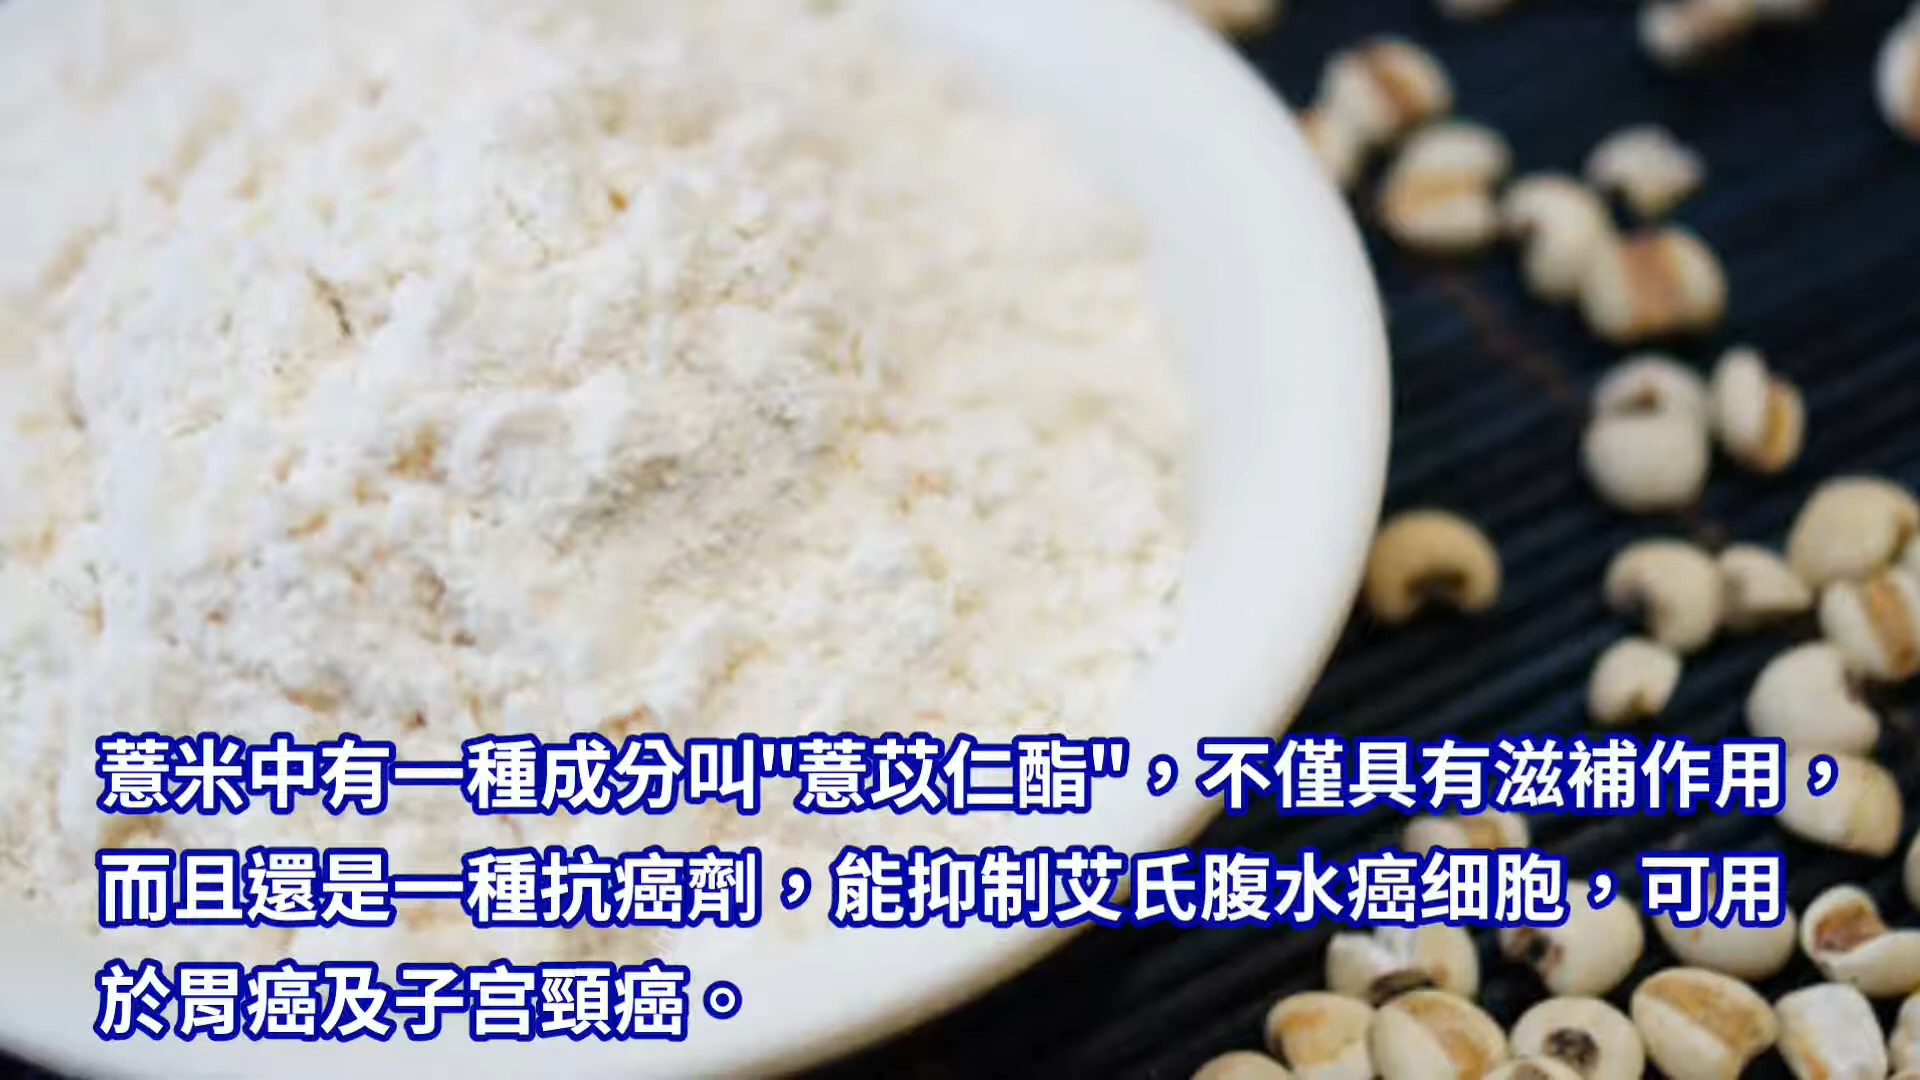 薏米中有一種成分叫"薏苡仁酯"，不僅具有滋補作用，
而且還是一種抗癌劑，能抑制艾氏腹水癌细胞，可用
於胃癌及子宫頸癌。